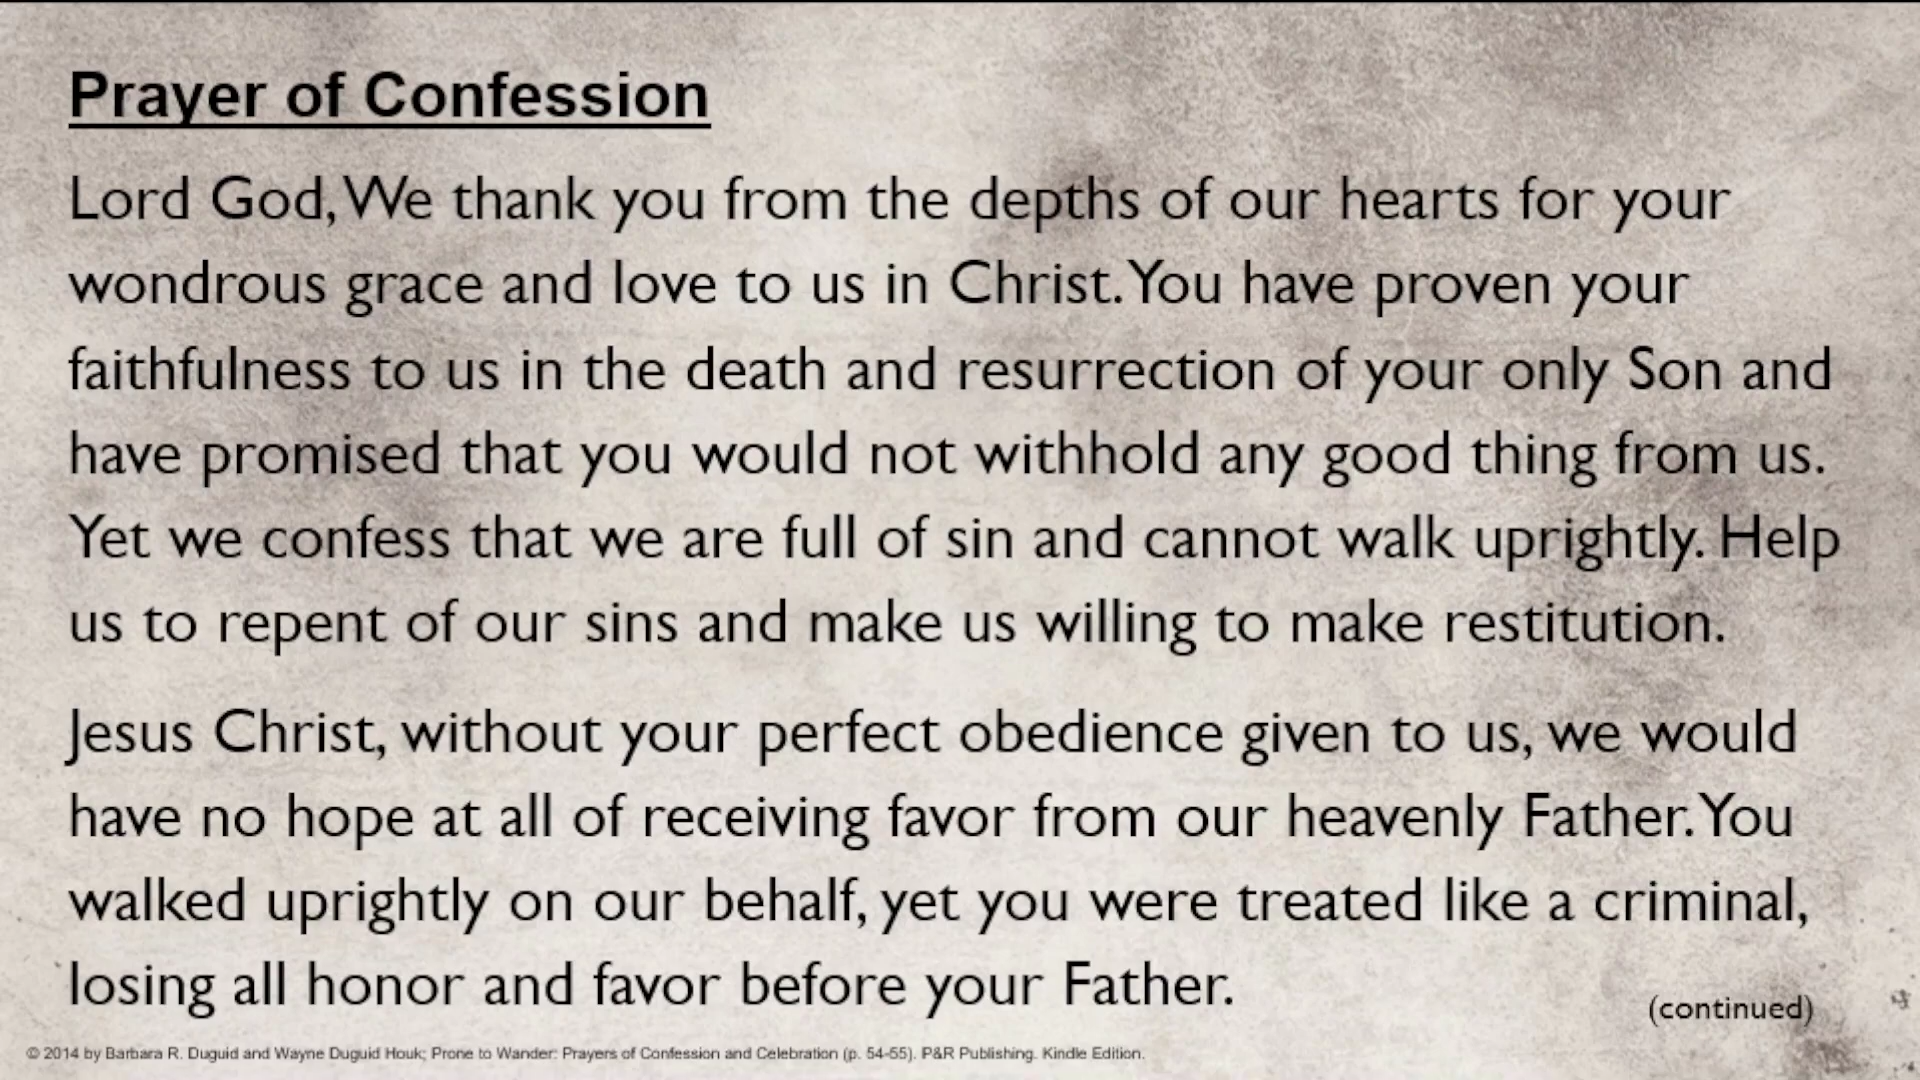 Prayer of Confession
Lord God, We thank you from the depths of our hearts for your
wondrous grace and love to us in Christ. You have proven your
faithfulness to us in the death and resurrection of your only Son and
have promised that you would not withhold any good thing from us.
Yet we confess that we are full of sin and cannot walk uprightly. Help
us to repent of our sins and make us willing to make restitution.
Jesus Christ, without your perfect obedience given to us, we would
have no hope at all of receiving favor from our heavenly Father. You
walked uprightly on our behalf, yet you were treated like a criminal,
losing all honor and favor before your Father.
(continued)
© 2014 by Barbara R. Duguid and Wayne Duguid Houk; Prone to Wander: Prayers of Confession and Celebration (p. 54-55). P&R Publishing. Kindle Edition.